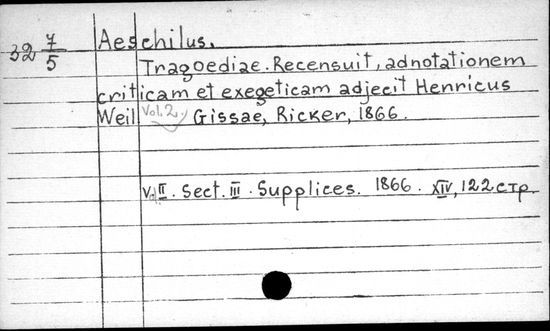 32 7/5
Aeschilus.
Tragoediae. Recensuit, adnotationem
criticam et exegeticam adjecit Henricus
Weil Vol. 2. Gissae, Ricker, 1866.
V. II. Sect. III. Supplices. 1866. XIV, 122 стр.